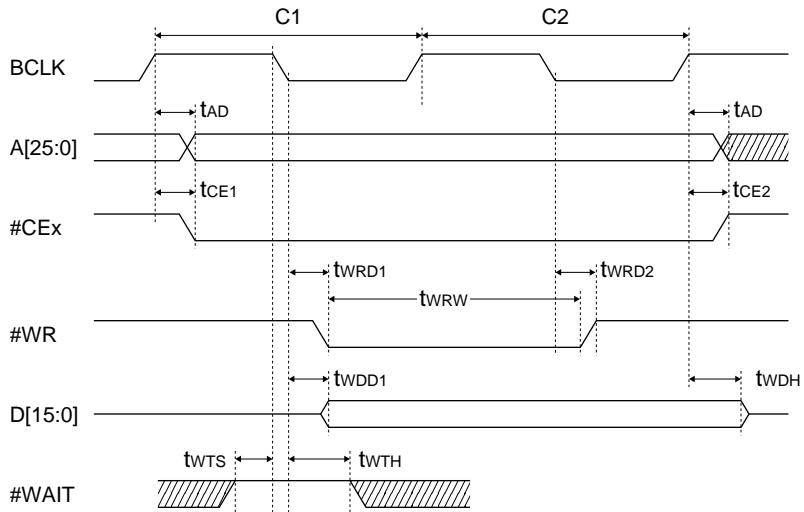 C1 C2
BCLK
tAD tAD
A[25:0]
tCE1 tCE2
#CEx
tWRD1 tWRW tWRD2
#WR
tWDD1 tWDH
D[15:0]
tWTS tWTH
#WAIT